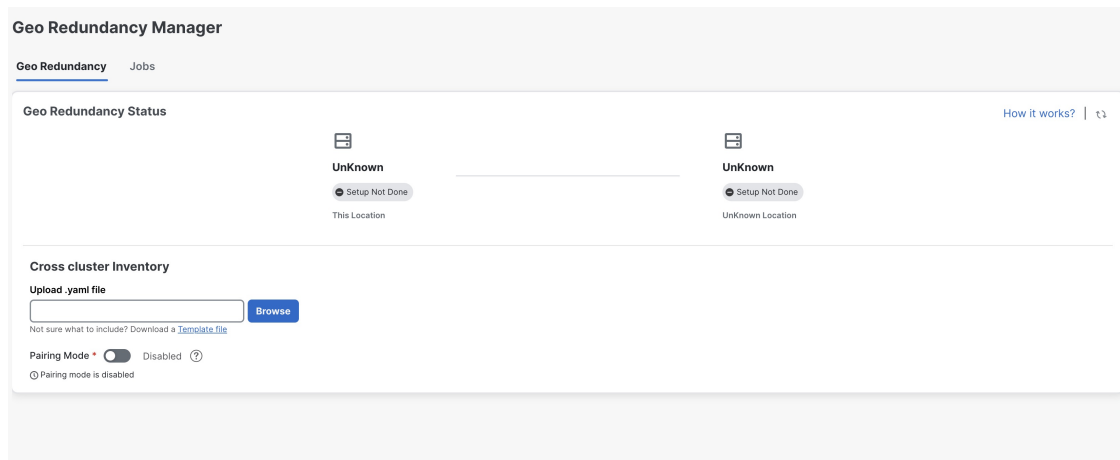 Geo Redundancy Manager
Geo Redundancy Jobs
Geo Redundancy Status
How it works?
UnKnown UnKnown
Setup Not Done Setup Not Done
This Location UnKnown Location
Cross cluster Inventory
Upload .yaml file
Browse
Not sure what to include? Download a Template file
Pairing Mode * Disabled ?
Pairing mode is disabled